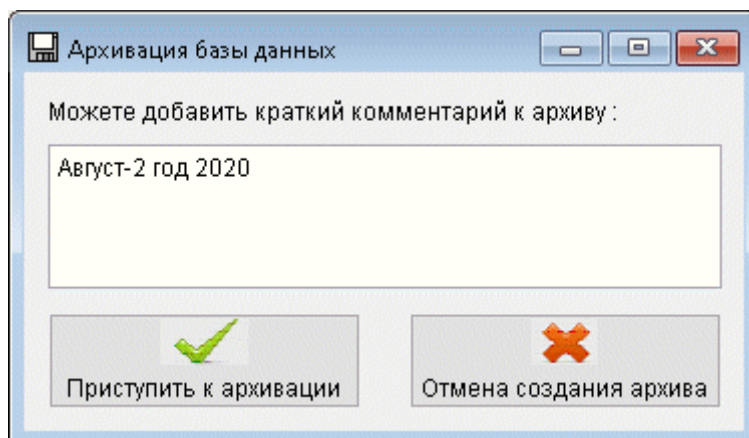 Архивация базы данных
Можете добавить краткий комментарий к архиву :
Август-2 год 2020
Приступить к архивации
Отмена создания архива